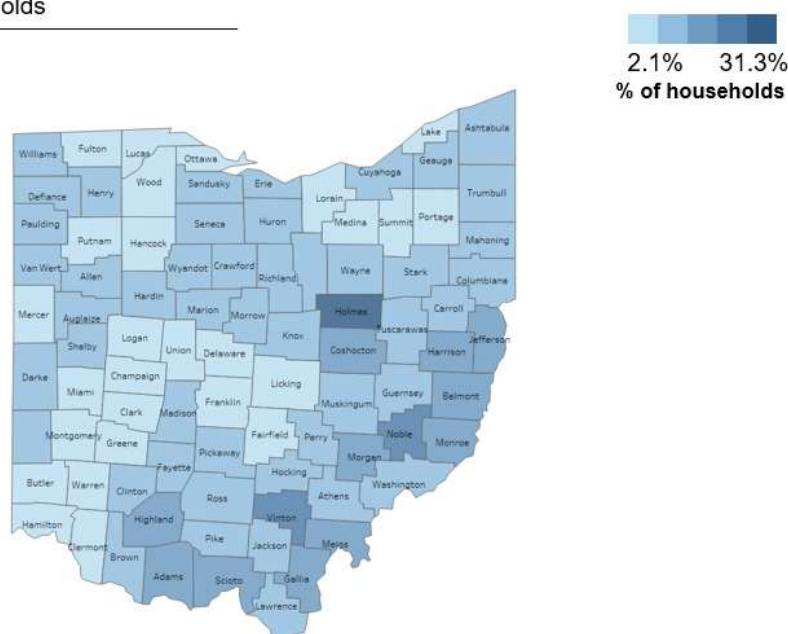 olds
2.1% 31.3%
% of households
Lake
Ashtabula
Williams
Fulton
Lucas
Ottawa
Geauga
Cuyahoga
Wood
Sandusky
Erie
Defiance
Henry
Lorain
Trumbull
Paulding
Seneca
Huron
Medina
Summit
Portage
Putnam
Hancock
Mahoning
Van Wert
Allen
Wyandot
Crawford
Richland
Wayne
Stark
Columbiana
Hardin
Mercer
Auglaize
Marion
Morrow
Holmes
Carroll
Tuscarawas
Knox
Logan
Union
Shelby
Delaware
Coshocton
Harrison
Jefferson
Darke
Champaign
Licking
Miami
Clark
Madison
Franklin
Muskingum
Guernsey
Belmont
Montgomery
Greene
Fairfield
Perry
Noble
Monroe
Pickaway
Morgan
Fayette
Hocking
Butler
Warren
Clinton
Ross
Athens
Washington
Hamilton
Highland
Vinton
Clermont
Pike
Jackson
Meigs
Brown
Adams
Scioto
Gallia
Lawrence